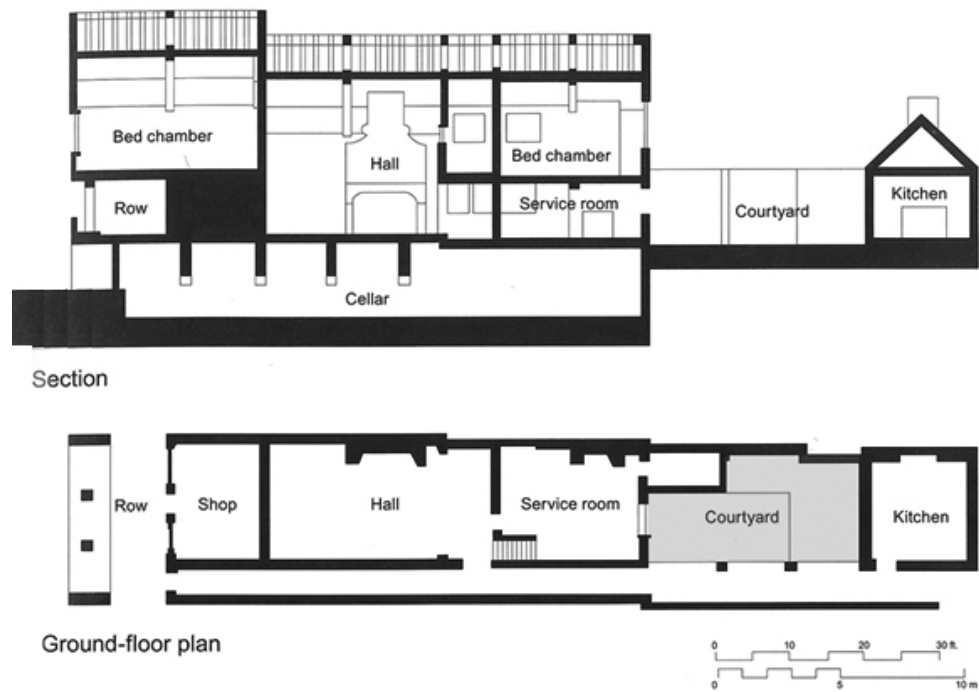 Bed chamber
Hall
Bed chamber
Row
Service room
Courtyard
Kitchen
Cellar
Section
Row
Shop
Hall
Service room
Courtyard
Kitchen
Ground-floor plan
0 10 20 30 ft.
0 5 10 m